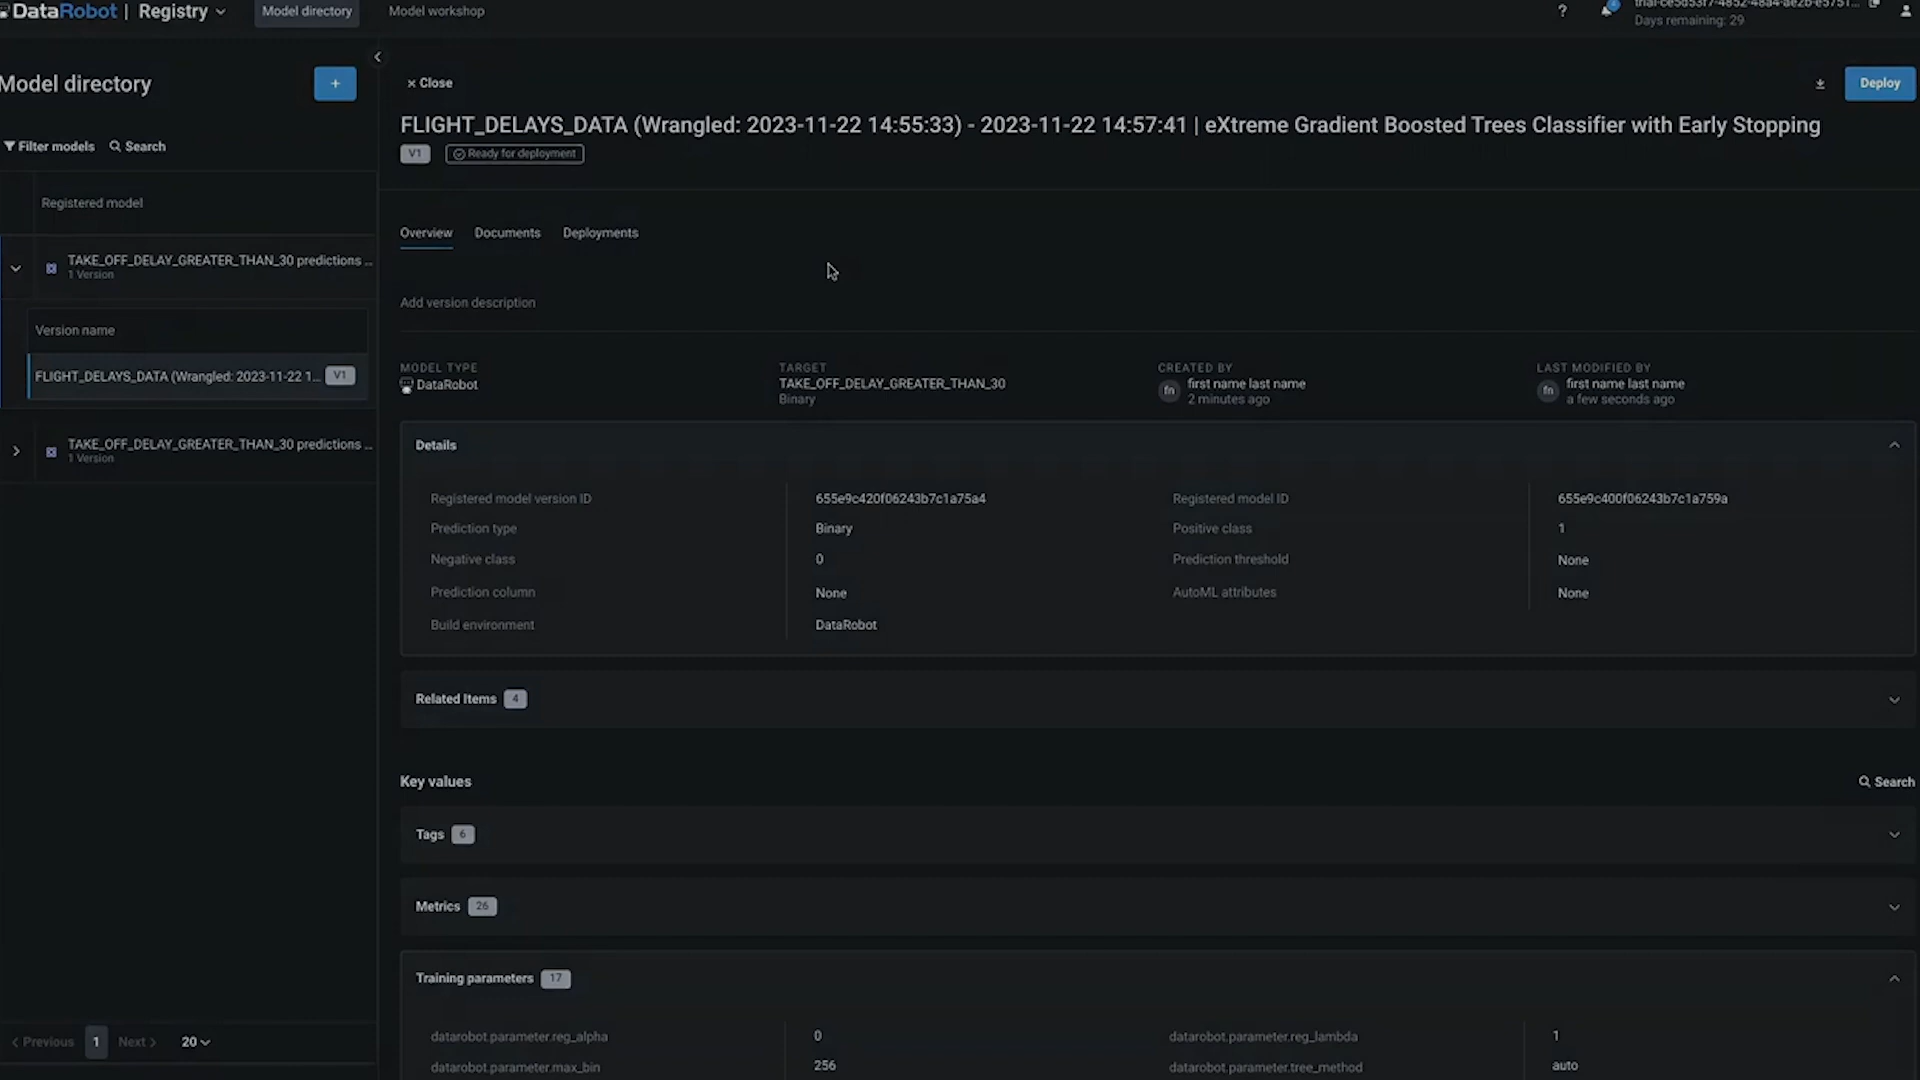 DataRobot | Registry
Model directory
Model workshop
?
4
Days remaining: 29
Model directory
+
Filter models
Search
Registered model
TAKE_OFF_DELAY_GREATER_THAN_30 predictions ...
1 Version
Version name
FLIGHT_DELAYS_DATA (Wrangled: 2023-11-22 1... V1
TAKE_OFF_DELAY_GREATER_THAN_30 predictions ...
1 Version
< Previous 1 Next > 20
× Close
Deploy
FLIGHT_DELAYS_DATA (Wrangled: 2023-11-22 14:55:33) - 2023-11-22 14:57:41 | eXtreme Gradient Boosted Trees Classifier with Early Stopping
V1 Ready for deployment
Overview Documents Deployments
Add version description
MODEL TYPE
DataRobot
TARGET
TAKE_OFF_DELAY_GREATER_THAN_30
Binary
CREATED BY
fn first name last name
2 minutes ago
LAST MODIFIED BY
fn first name last name
a few seconds ago
Details
Registered model version ID 655e9c420f06243b7c1a75a4 Registered model ID 655e9c400f06243b7c1a759a
Prediction type Binary Positive class 1
Negative class 0 Prediction threshold None
Prediction column None AutoML attributes None
Build environment DataRobot
Related Items 4
Key values
Search
Tags 6
Metrics 26
Training parameters 17
datarobot.parameter.reg_alpha 0 datarobot.parameter.reg_lambda 1
datarobot.parameter.max_bin 256 datarobot.parameter.tree_method auto